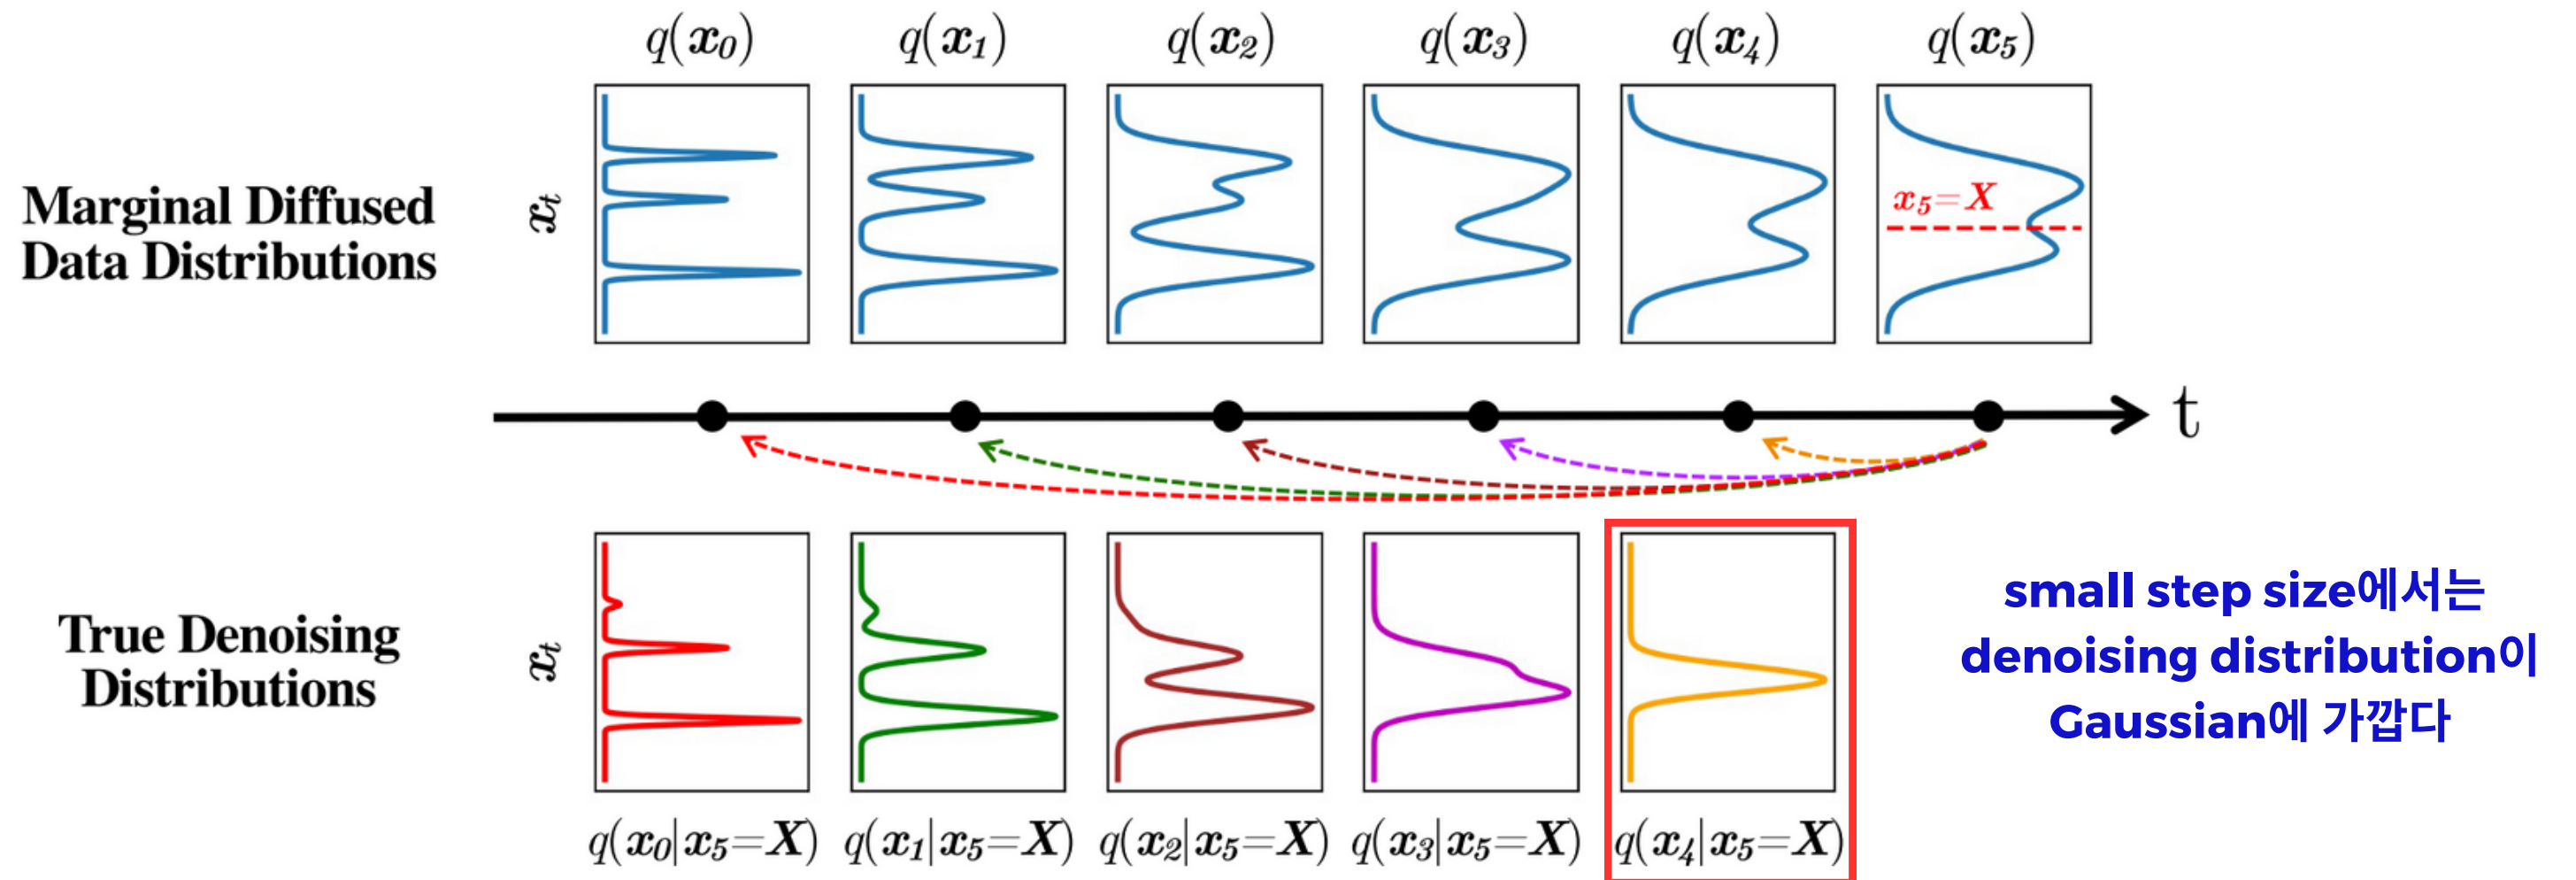 q(x₀) q(x₁) q(x₂) q(x₃) q(x₄) q(x₅)
Marginal Diffused
Data Distributions
xₜ
x₅=X
t
True Denoising
Distributions
xₜ
small step size에서는
denoising distribution이
Gaussian에 가깝다
q(x₀|x₅=X) q(x₁|x₅=X) q(x₂|x₅=X) q(x₃|x₅=X) q(x₄|x₅=X)